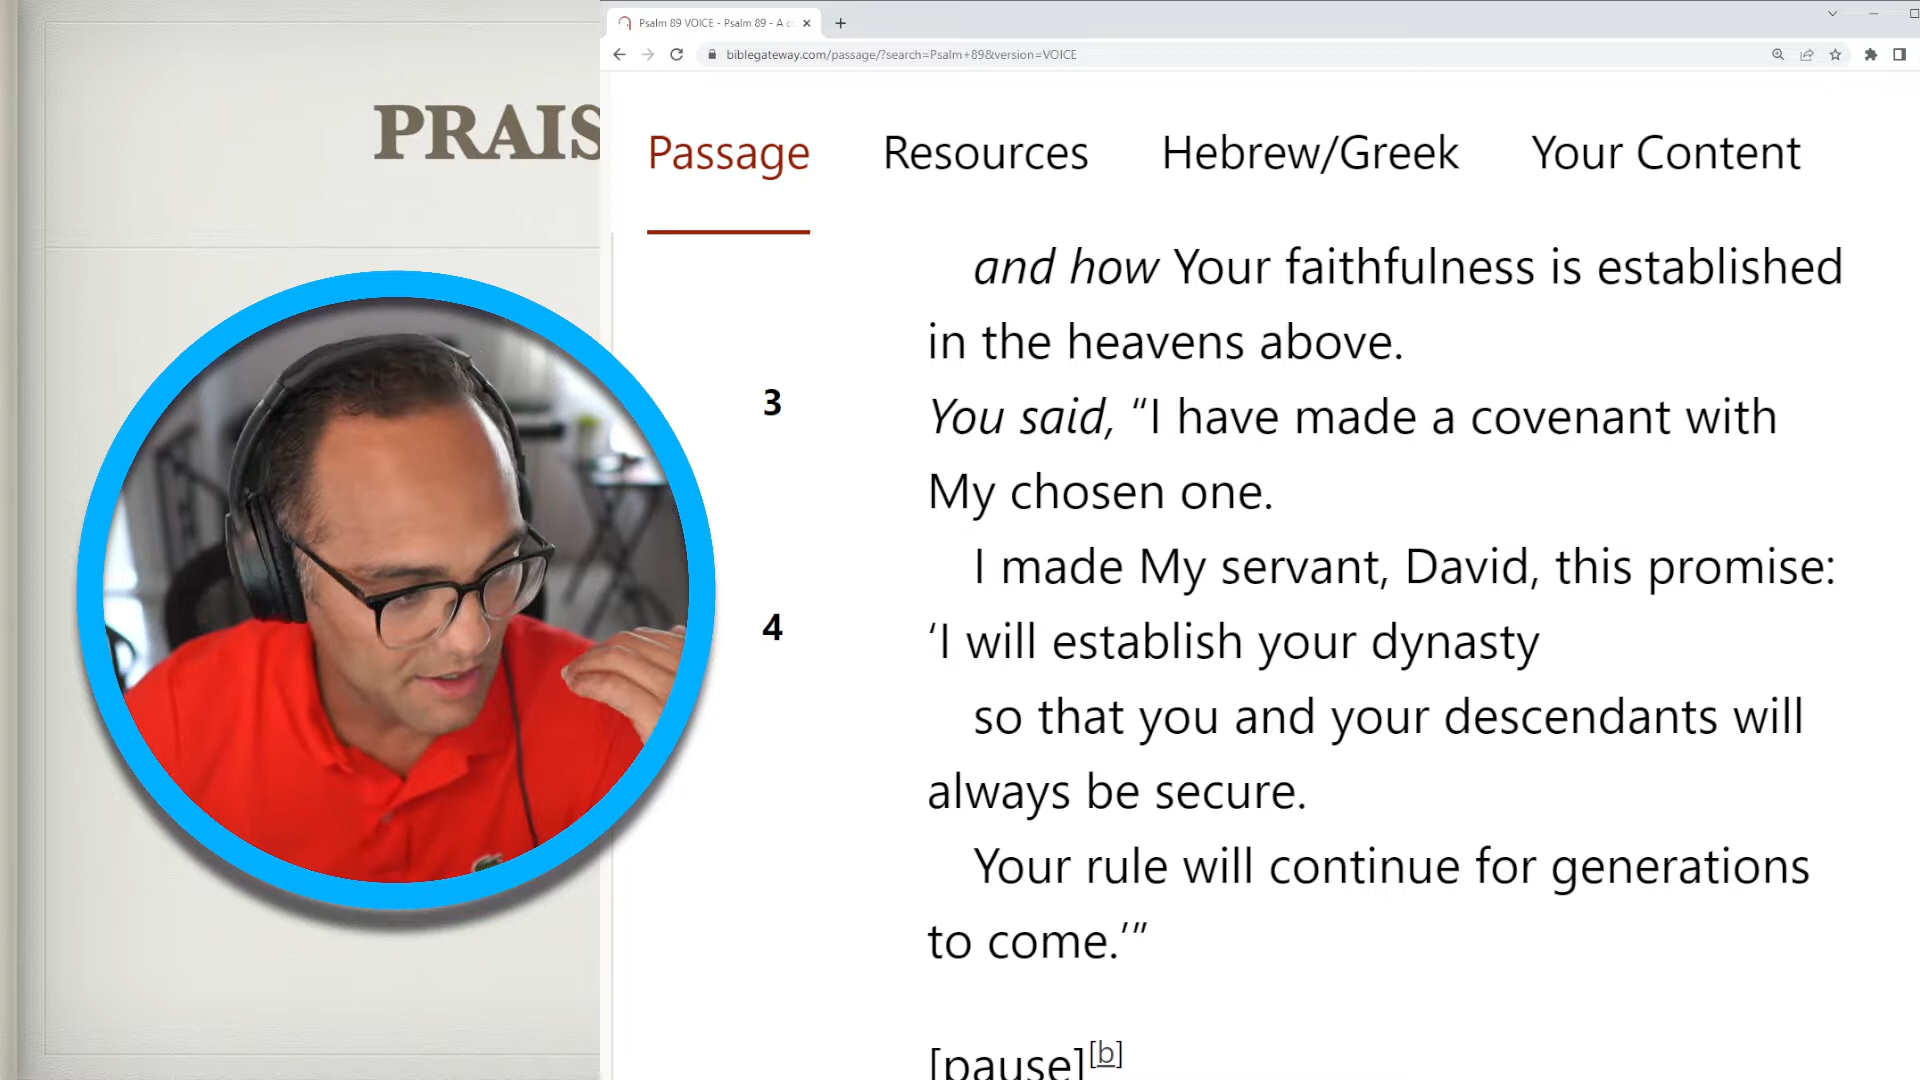 Psalm 89 VOICE - Psalm 89 - A c
biblegateway.com/passage/?search=Psalm+89&version=VOICE
PRAIS
Passage Resources Hebrew/Greek Your Content
and how Your faithfulness is established
in the heavens above.
3 You said, “I have made a covenant with
My chosen one.
I made My servant, David, this promise:
4 ‘I will establish your dynasty
so that you and your descendants will
always be secure.
Your rule will continue for generations
to come.’”
[pause][b]